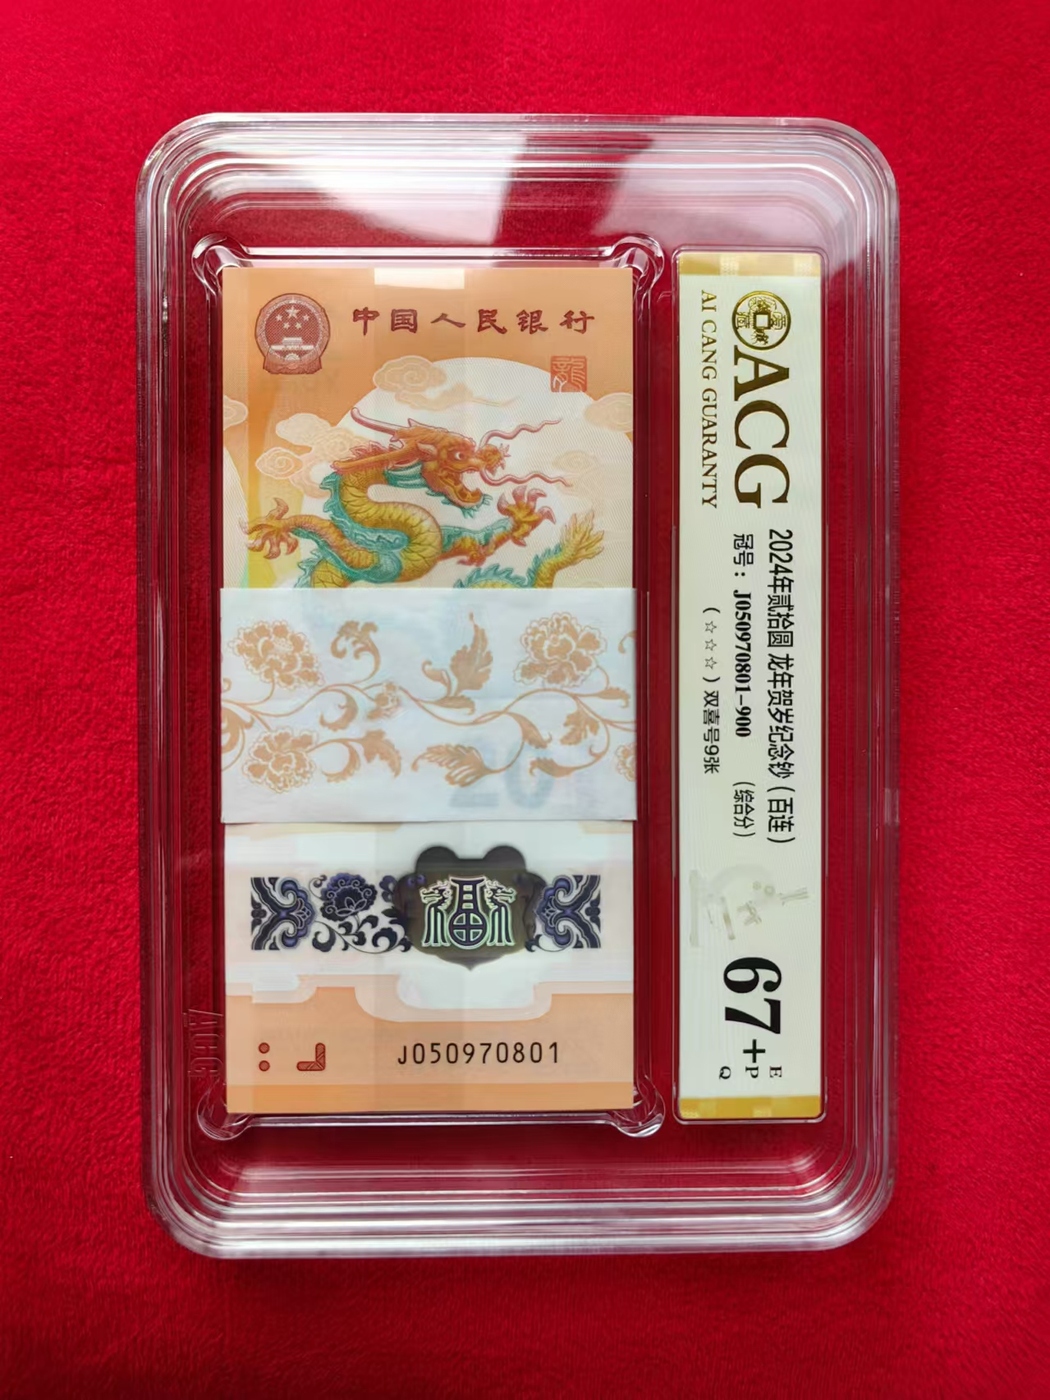 中国人民银行
龍
J050970801
ACG
AI CANG GUARANTY
2024年贰拾圆 龙年贺岁纪念钞（百连）
冠号：J050970801-900 （综合分）
（☆☆☆）双喜号9张
67+
E
P
Q